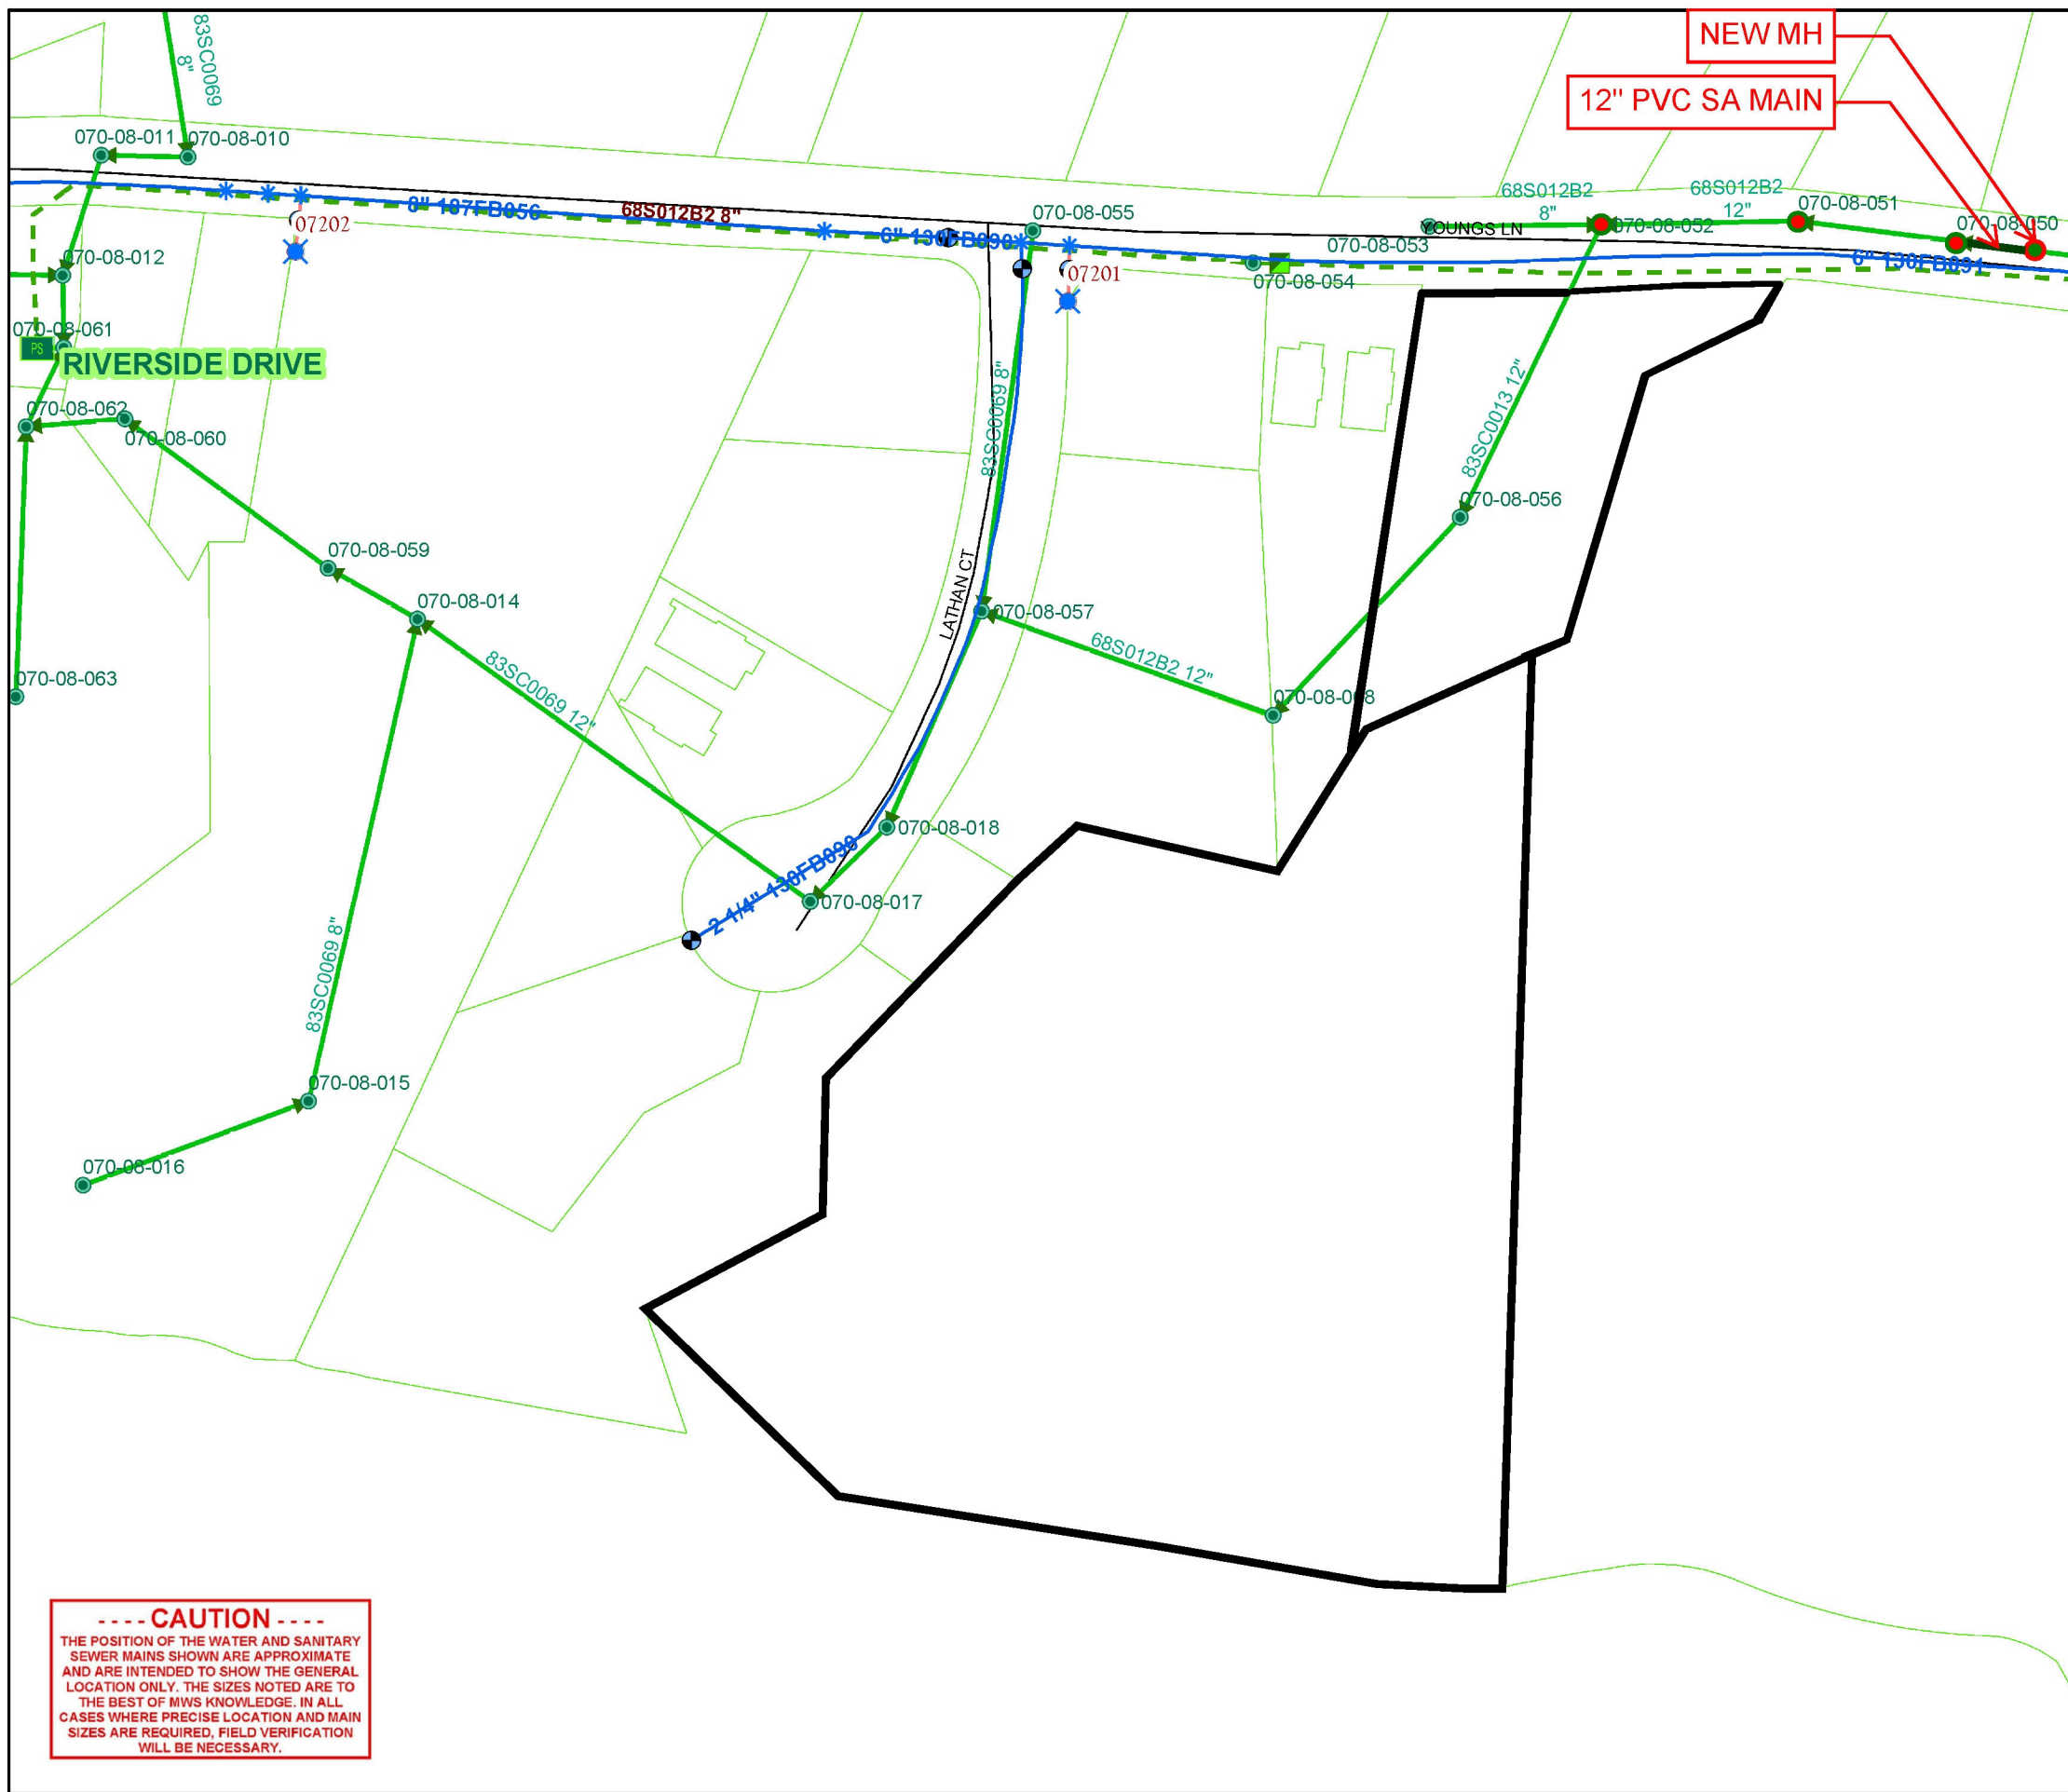 NEW MH
12" PVC SA MAIN
83SC0069
8"
070-08-011
070-08-010
07202
8" 187FB056
68S012B2 8"
6" 130FB090
070-08-055
07201
070-08-054
070-08-053
YOUNGS LN
68S012B2
8"
070-08-052
68S012B2
12"
070-08-051
070-08-050
6" 130FB091
070-08-012
070-08-061
PS
RIVERSIDE DRIVE
070-08-062
070-08-060
83SC0069 8"
83SC0013 12"
070-08-056
070-08-059
070-08-014
LATHAN CT
070-08-057
68S012B2 12"
070-08-063
83SC0069 12"
070-08-018
2 1/4" 130FB090
070-08-017
83SC0069 8"
070-08-015
070-08-016
---- CAUTION ----
THE POSITION OF THE WATER AND SANITARY
SEWER MAINS SHOWN ARE APPROXIMATE
AND ARE INTENDED TO SHOW THE GENERAL
LOCATION ONLY. THE SIZES NOTED ARE TO
THE BEST OF MWS KNOWLEDGE. IN ALL
CASES WHERE PRECISE LOCATION AND MAIN
SIZES ARE REQUIRED, FIELD VERIFICATION
WILL BE NECESSARY.